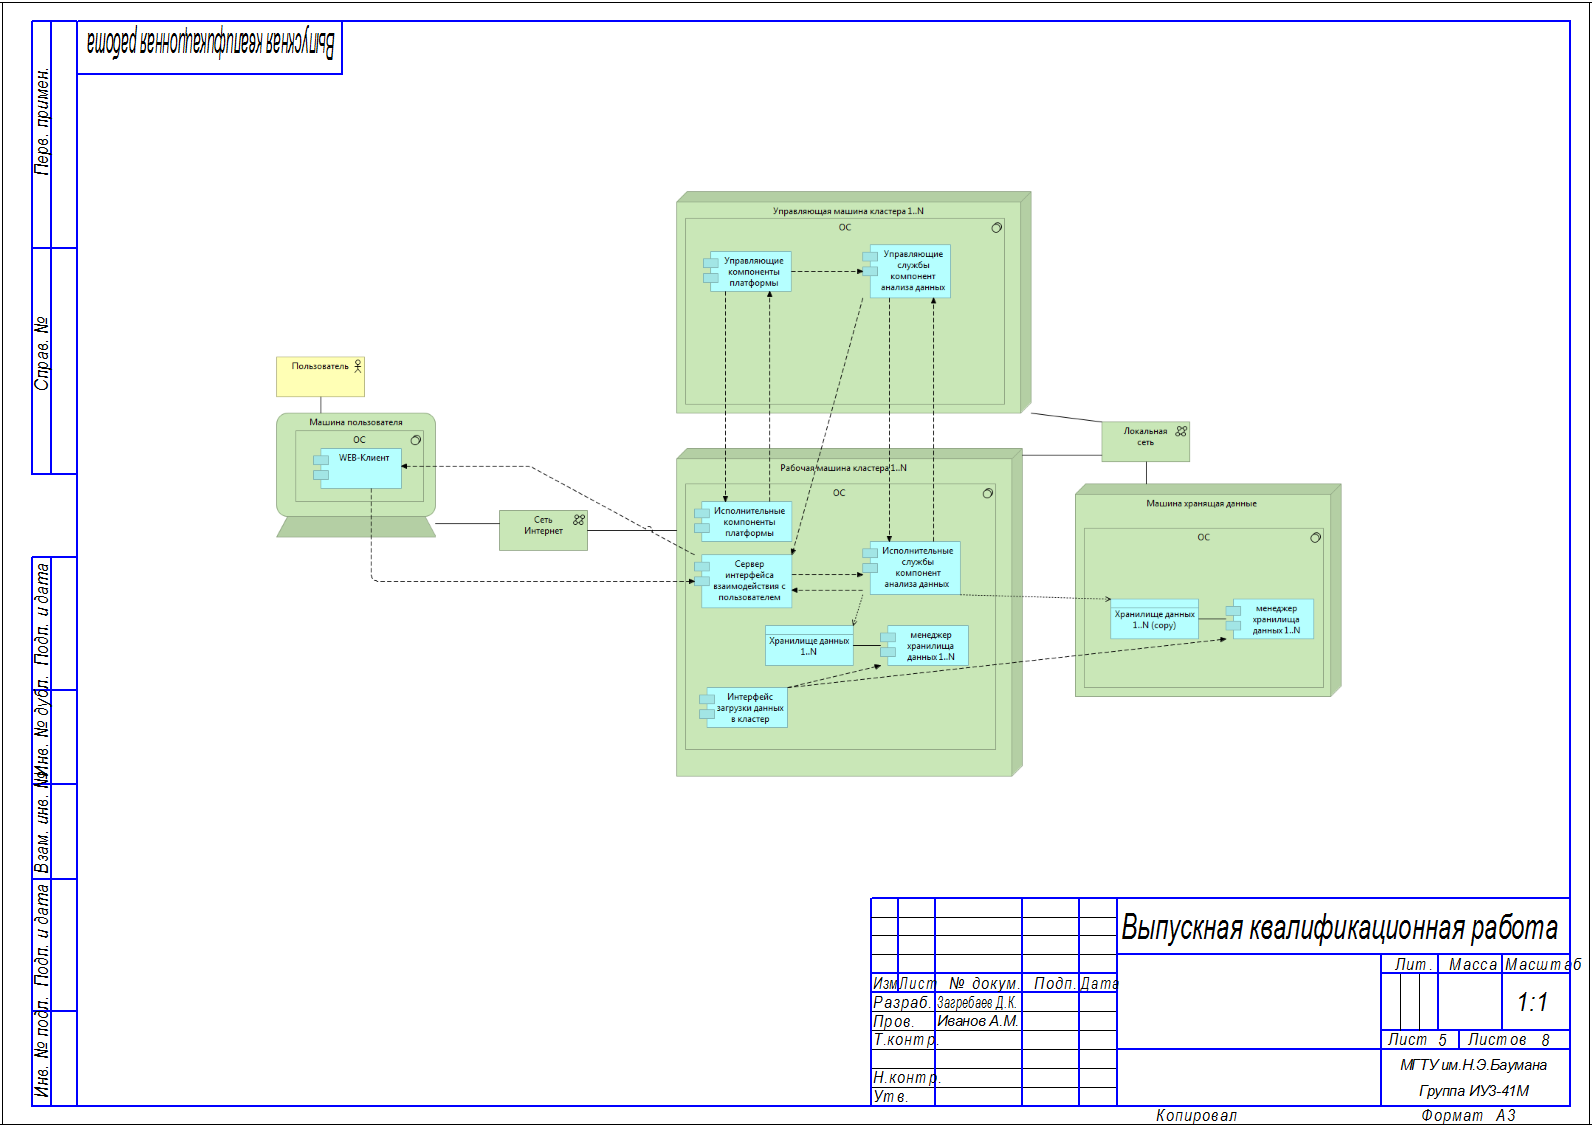 Выпускная квалификационная работа
Перв. примен.
Справ. №
Подп. и дата
Инв. № дубл.
Взам. инв. №
Подп. и дата
Инв. № подл.
Управляющая машина кластера 1..N
ОС
Управляющие
компоненты
платформы
Управляющие
службы
компонент
анализа данных
Пользователь
Машина пользователя
ОС
WEB-Клиент
Сеть
Интернет
Локальная
сеть
Рабочая машина кластера 1..N
ОС
Исполнительные
компоненты
платформы
Сервер
интерфейса
взаимодействия с
пользователем
Исполнительные
службы
компонент
анализа данных
Хранилище данных
1..N
менеджер
хранилища
данных 1..N
Интерфейс
загрузки данных
в кластер
Машина хранящая данные
ОС
Хранилище данных
1..N (copy)
менеджер
хранилища
данных 1..N
Выпускная квалификационная работа
Изм Лист № докум. Подп. Дата
Разраб. Загребаев Д.К.
Пров. Иванов А.М.
Т.контр.
Н.контр.
Утв.
Лит. Масса Масштаб
1:1
Лист 5 Листов 8
МГТУ им.Н.Э.Баумана
Группа ИУ3-41М
Копировал Формат А3